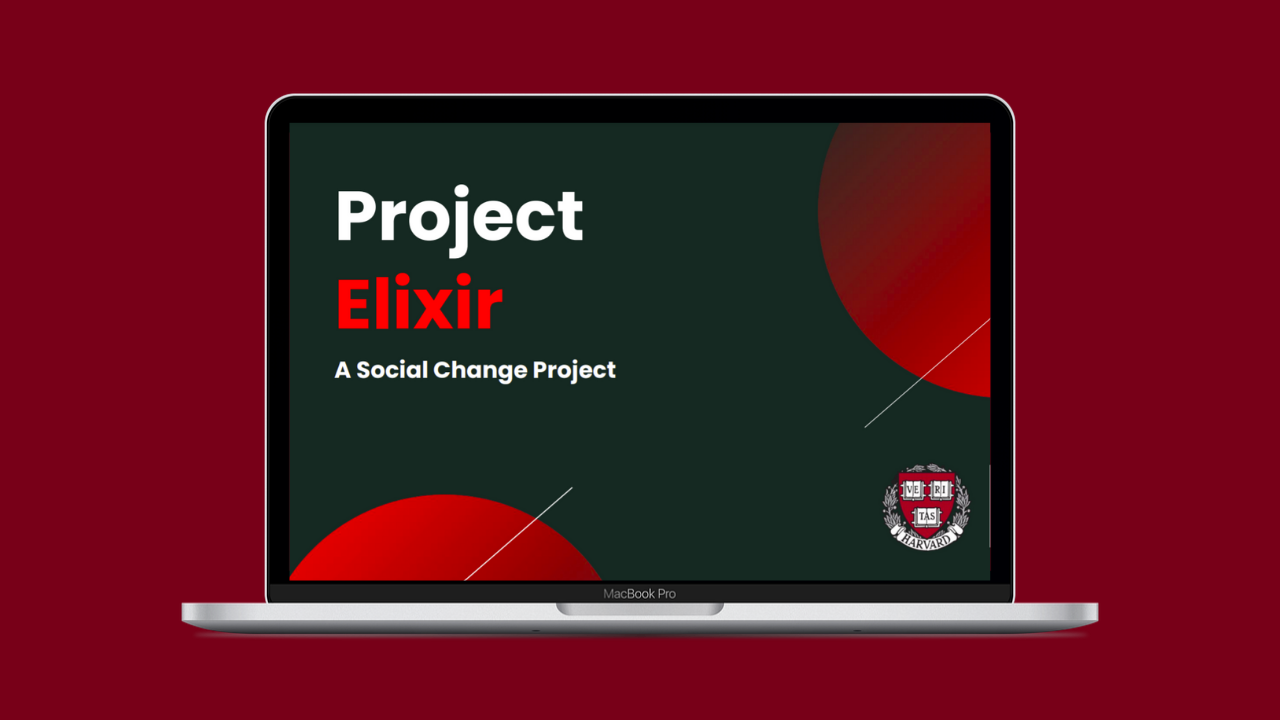 Project
Elixir
A Social Change Project
VE RI
TAS
HARVARD
MacBook Pro